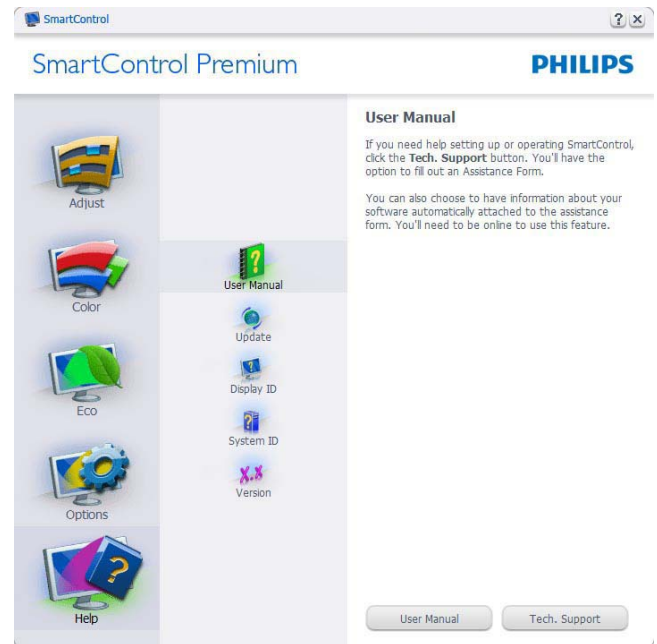 SmartControl
? X
SmartControl Premium
PHILIPS
Adjust
Color
Eco
Options
?
Help
?
User Manual
Update
?
Display ID
?
System ID
X.X
Version
User Manual
If you need help setting up or operating SmartControl,
click the Tech. Support button. You'll have the
option to fill out an Assistance Form.
You can also choose to have information about your
software automatically attached to the assistance
form. You'll need to be online to use this feature.
User Manual
Tech. Support